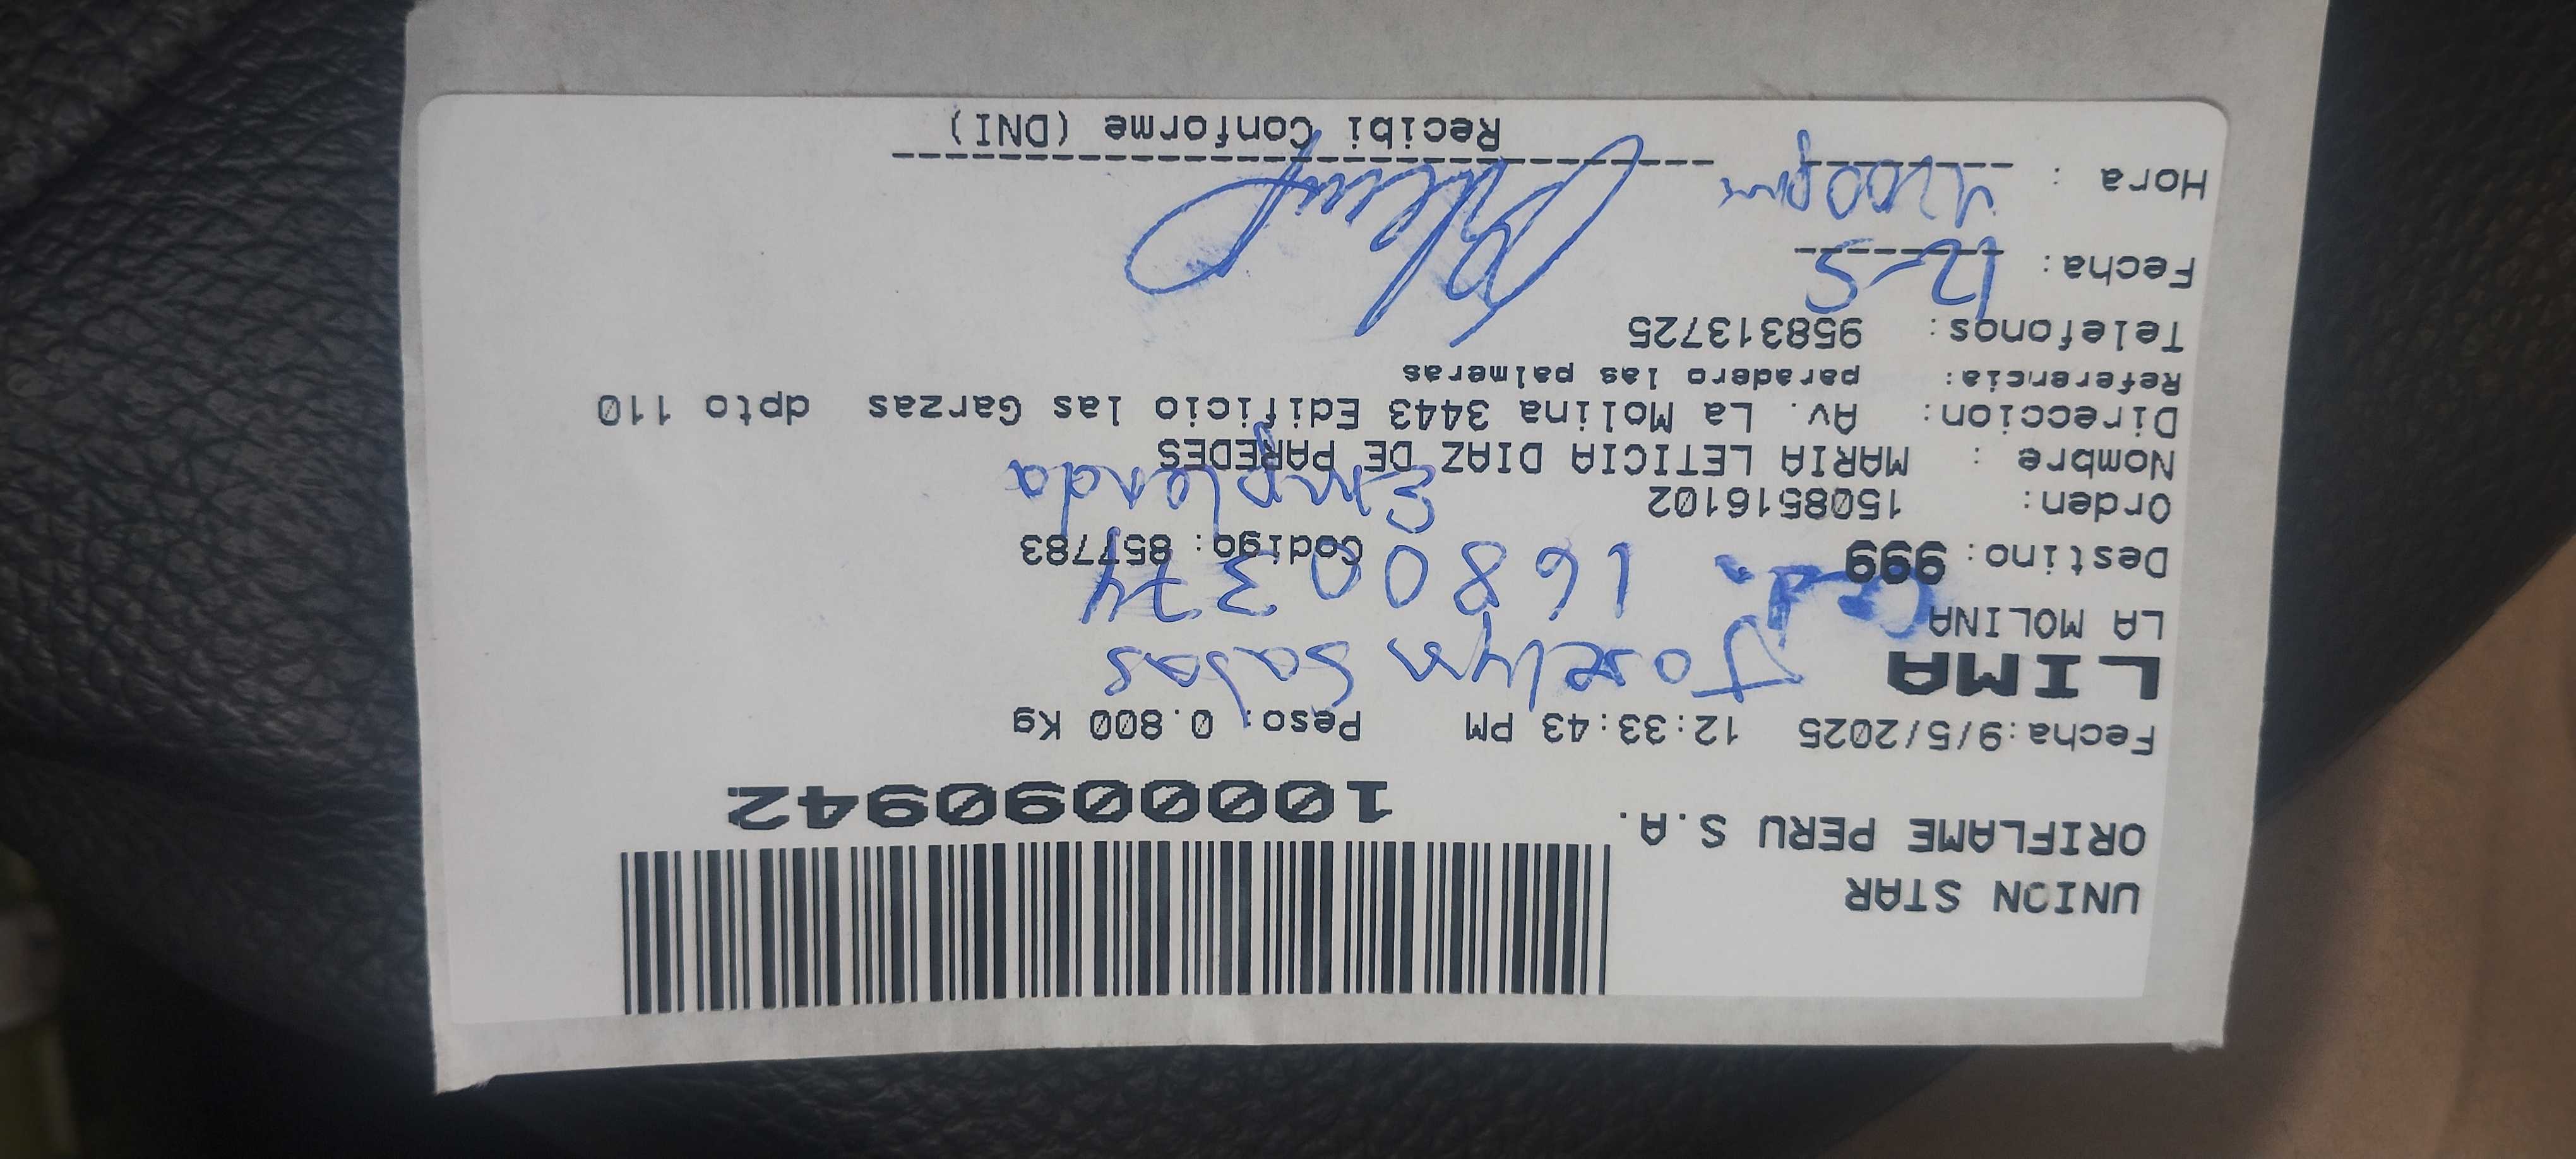 UNION STAR
ORIFLAME PERU S.A.
1000090942
Fecha:9/5/2025 12:33:43 PM Peso: 0.800 Kg
LIMA
Joselyn Salas
LA MOLINA
Cd. 16800374
Destino: 999 Codigo: 857783
Orden: 1508516102
Empleada
Nombre : MARIA LETICIA DIAZ DE PAREDES
Direccion: Av. La Molina 3443 Edificio las Garzas dpto 110
Referencia: paradero las palmeras
Telefonos: 958313725
Fecha: 12-5
Hora : 4:00pm
Recibi Conforme (DNI)